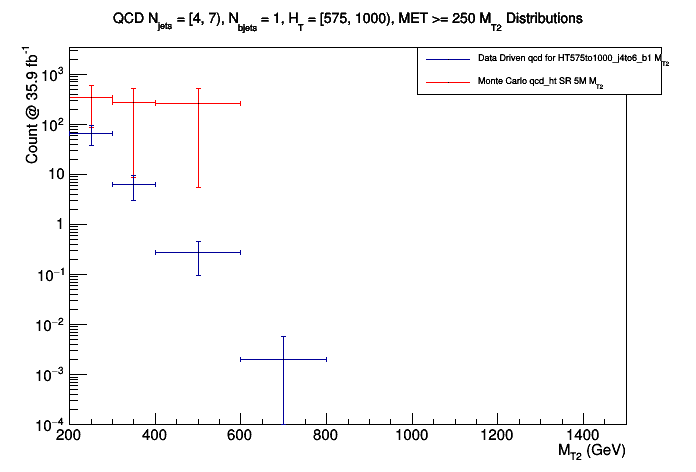 QCD N_jets = [4, 7), N_bjets = 1, H_T = [575, 1000), MET >= 250 M_T2 Distributions
Data Driven qcd for HT575to1000_j4to6_b1 M_T2
Monte Carlo qcd_ht SR 5M M_T2
Count @ 35.9 fb^-1
10^3
10^2
10
1
10^-1
10^-2
10^-3
10^-4
200 400 600 800 1000 1200 1400
M_T2 (GeV)